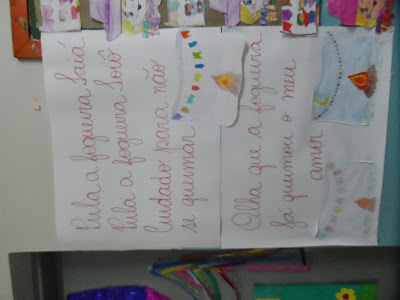 Pula a fogueira Iaiá
Pula a fogueira Ioiô
Cuidado para não
se queimar
Olha que a fogueira
já queimou o meu
amor